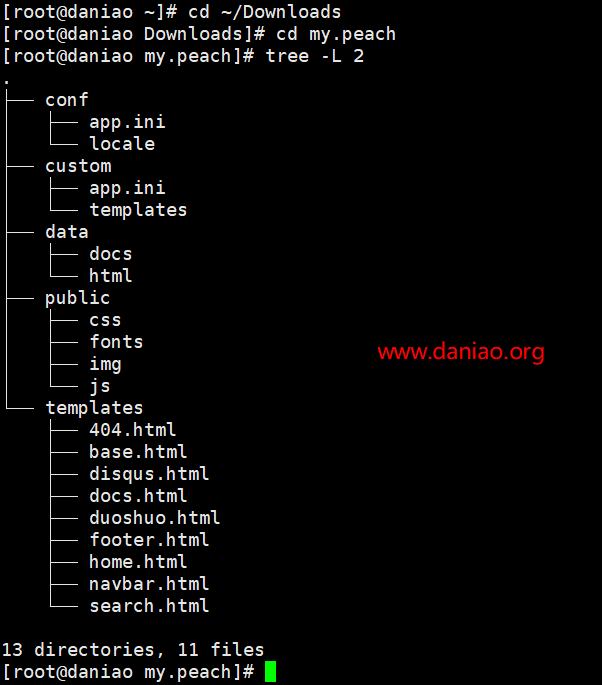 [root@daniao ~]# cd ~/Downloads
[root@daniao Downloads]# cd my.peach
[root@daniao my.peach]# tree -L 2
.
├── conf
│   ├── app.ini
│   └── locale
├── custom
│   ├── app.ini
│   └── templates
├── data
│   ├── docs
│   └── html
├── public
│   ├── css
│   ├── fonts
│   ├── img
│   └── js
└── templates
    ├── 404.html
    ├── base.html
    ├── disqus.html
    ├── docs.html
    ├── duoshuo.html
    ├── footer.html
    ├── home.html
    ├── navbar.html
    └── search.html

13 directories, 11 files
[root@daniao my.peach]#
www.daniao.org